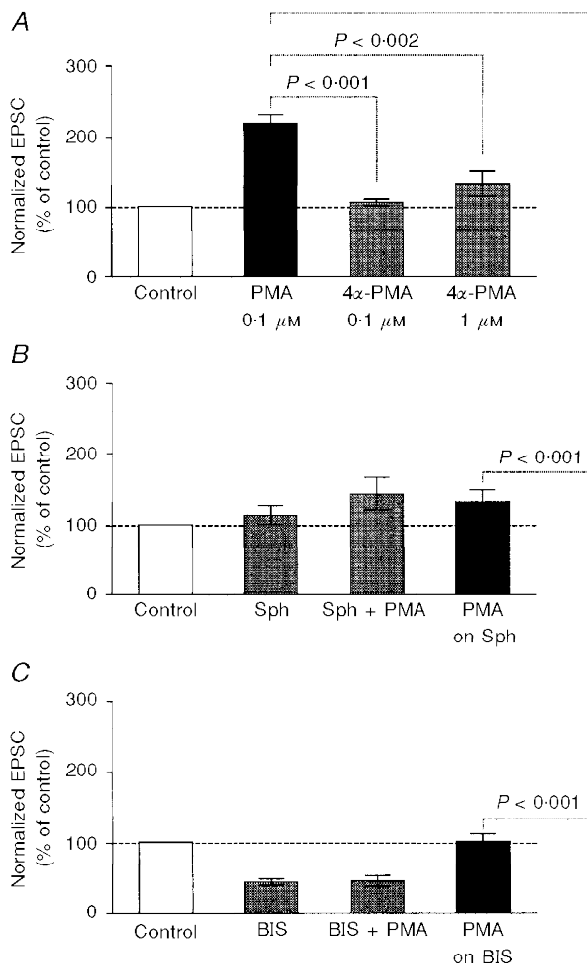 A
P < 0·002
P < 0·001
Normalized EPSC
(% of control)
300
200
100
0
Control
PMA
0·1 μM
4α-PMA
0·1 μM
4α-PMA
1 μM
B
Normalized EPSC
(% of control)
300
200
100
0
P < 0·001
Control
Sph
Sph + PMA
PMA
on Sph
C
Normalized EPSC
(% of control)
300
200
100
0
P < 0·001
Control
BIS
BIS + PMA
PMA
on BIS